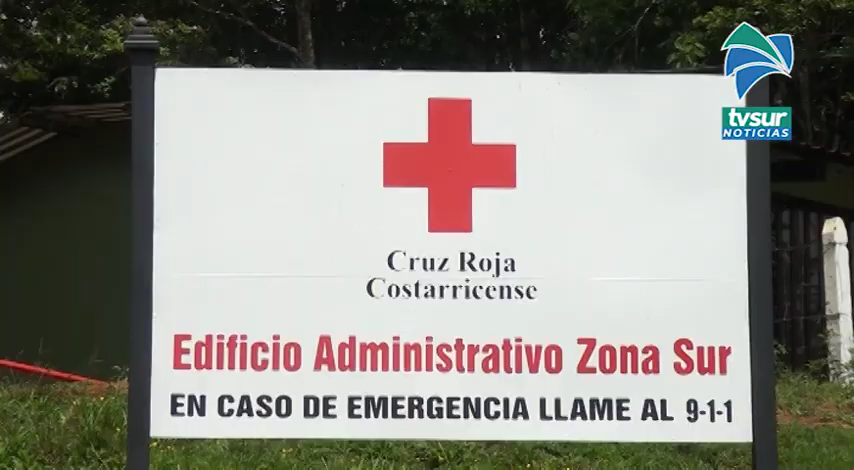 tvsur
NOTICIAS
Cruz Roja
Costarricense
Edificio Administrativo Zona Sur
EN CASO DE EMERGENCIA LLAME AL 9-1-1